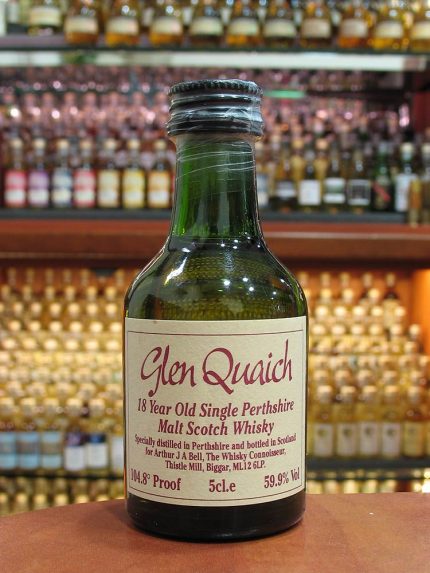 Glen Quaich
18 Year Old Single Perthshire
Malt Scotch Whisky
Specially distilled in Perthshire and bottled in Scotland
for Arthur J A Bell, The Whisky Connoisseur,
Thistle Mill, Biggar, ML12 6LP.
104.8° Proof 5cl.e 59.9% Vol